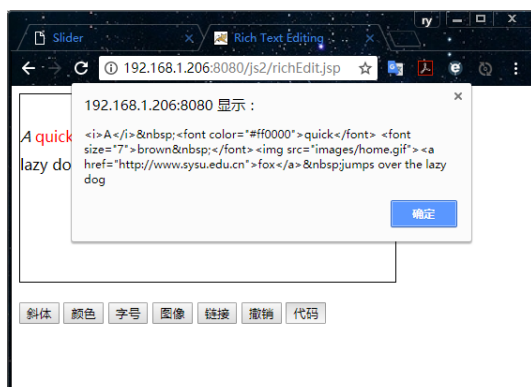 ry
Slider
Rich Text Editing
192.168.1.206:8080/js2/richEdit.jsp
192.168.1.206:8080 显示：
<i>A</i>&nbsp;<font color="#ff0000">quick</font> <font
size="7">brown&nbsp;</font><img src="images/home.gif"><a
href="http://www.sysu.edu.cn">fox</a>&nbsp;jumps over the lazy
dog
确定
A quick
lazy do
斜体 颜色 字号 图像 链接 撤销 代码